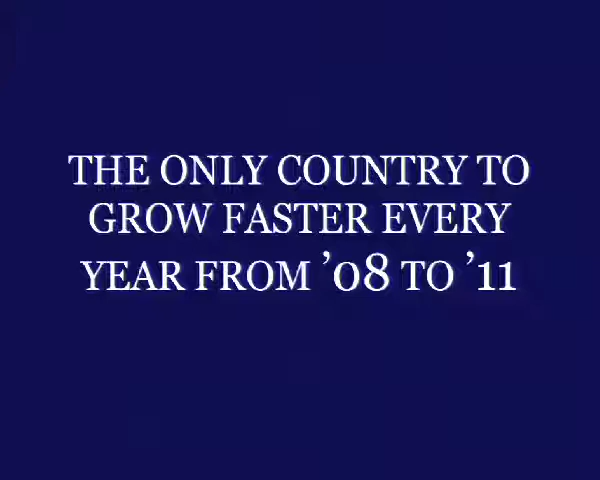 THE ONLY COUNTRY TO
GROW FASTER EVERY
YEAR FROM ’08 TO ’11